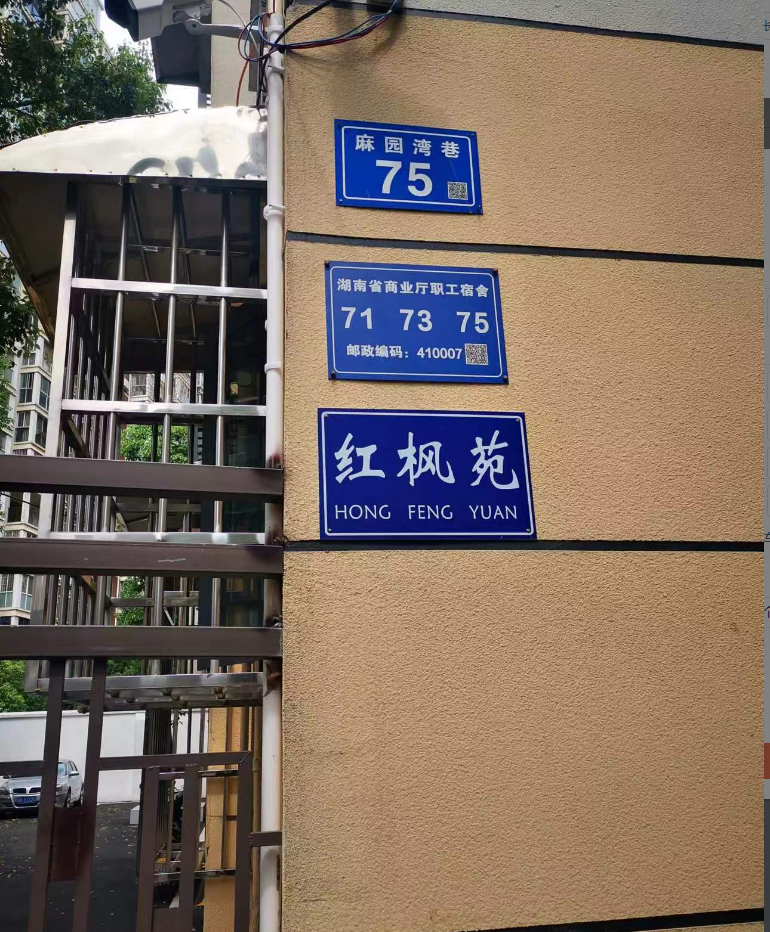 麻园湾巷
75
湖南省商业厅职工宿舍
71 73 75
邮政编码：410007
红枫苑
HONG FENG YUAN